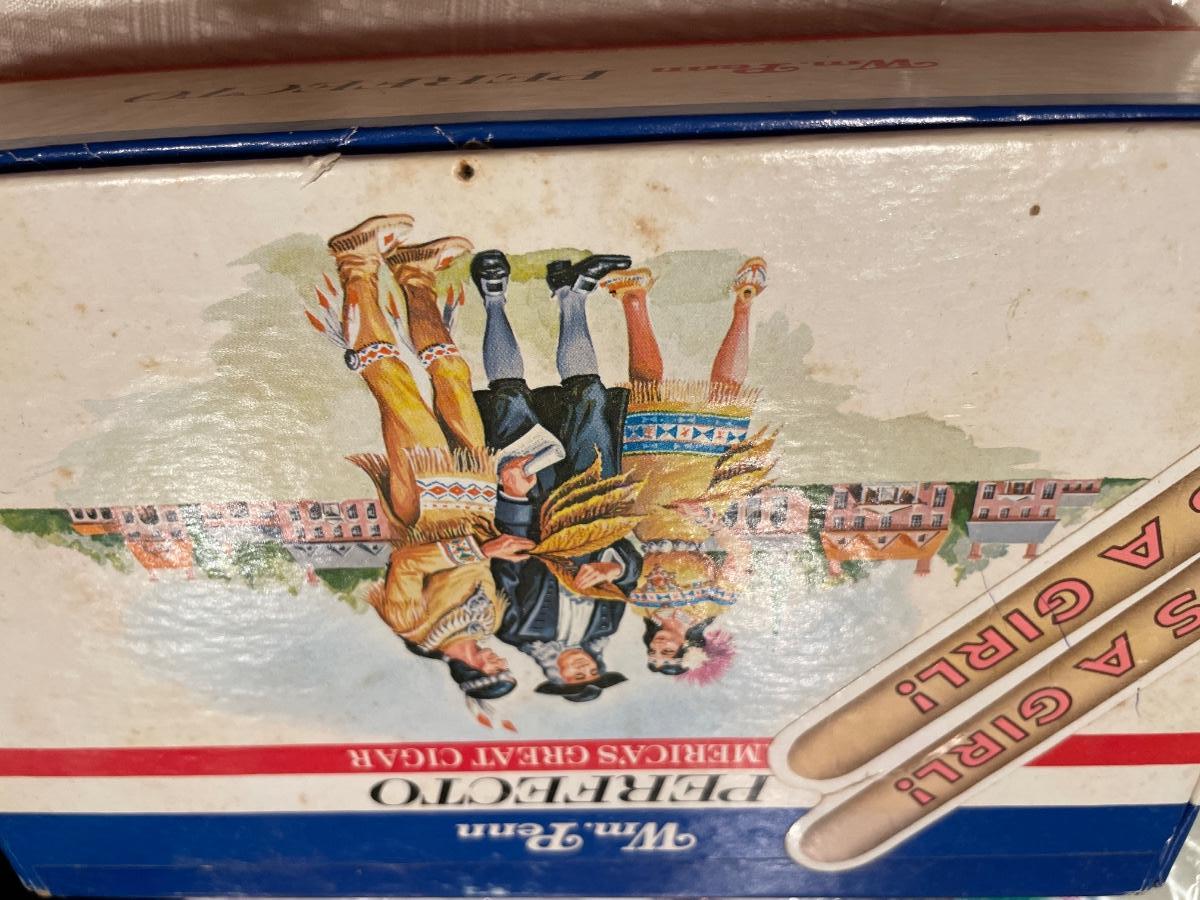 Wm. Penn
PERFECTO
MERICA'S GREAT CIGAR
S A GIRL!
A GIRL!
Wm. Penn PERFECTO